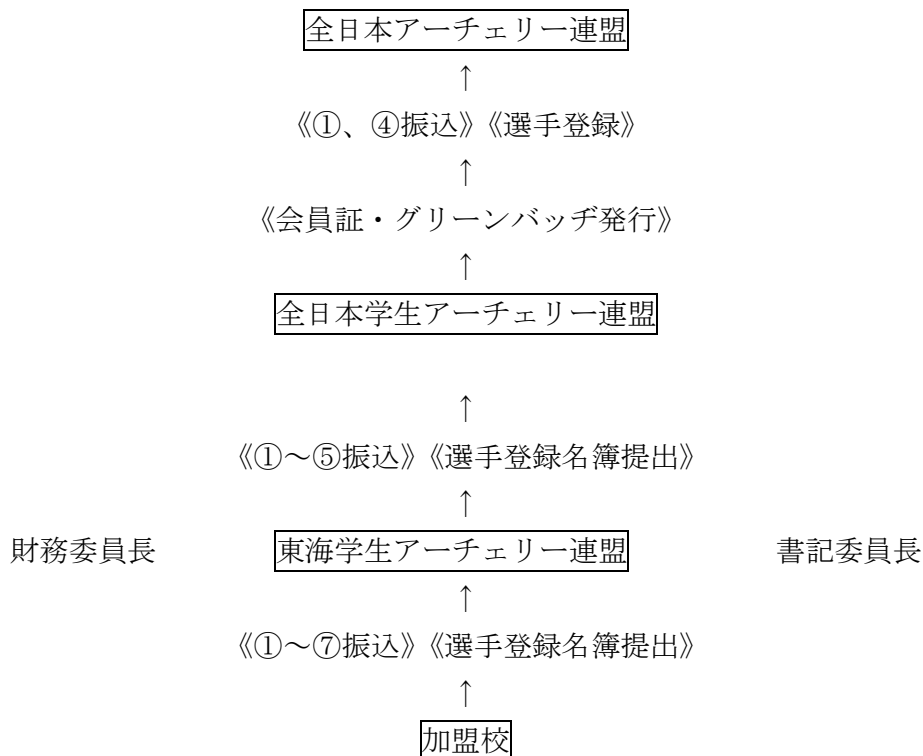 全日本アーチェリー連盟
↑
《①、④振込》《選手登録》
↑
《会員証・グリーンバッヂ発行》
↑
全日本学生アーチェリー連盟
↑
《①～⑤振込》《選手登録名簿提出》
↑
財務委員長 東海学生アーチェリー連盟 書記委員長
↑
《①～⑦振込》《選手登録名簿提出》
↑
加盟校